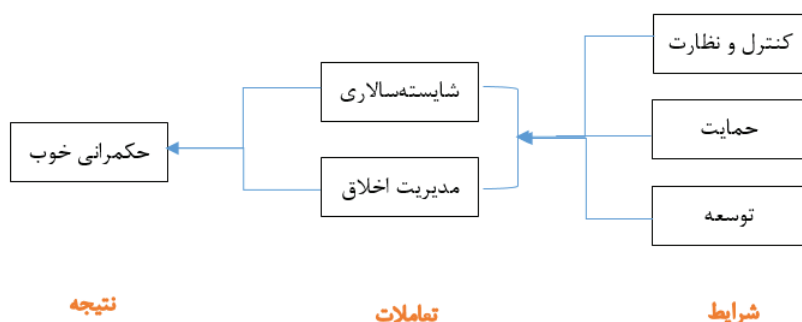 کنترل و نظارت
حمایت
توسعه
شایسته‌سالاری
مدیریت اخلاق
حکمرانی خوب
شرایط
تعاملات
نتیجه